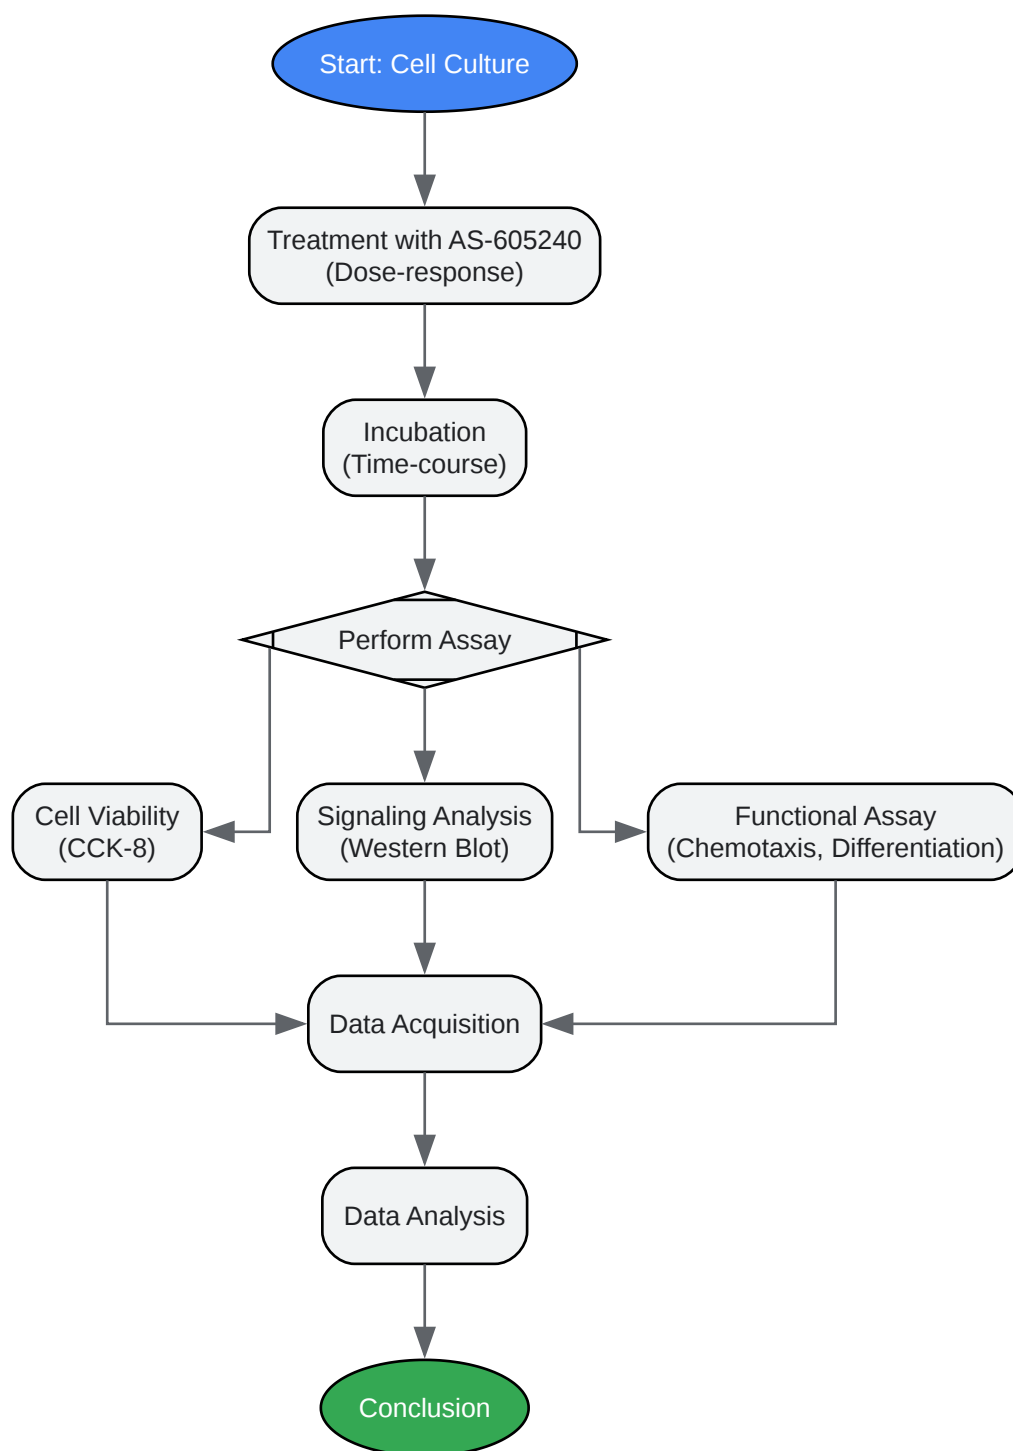 Start: Cell Culture
Treatment with AS-605240
(Dose-response)
Incubation
(Time-course)
Perform Assay
Cell Viability
(CCK-8)
Signaling Analysis
(Western Blot)
Functional Assay
(Chemotaxis, Differentiation)
Data Acquisition
Data Analysis
Conclusion